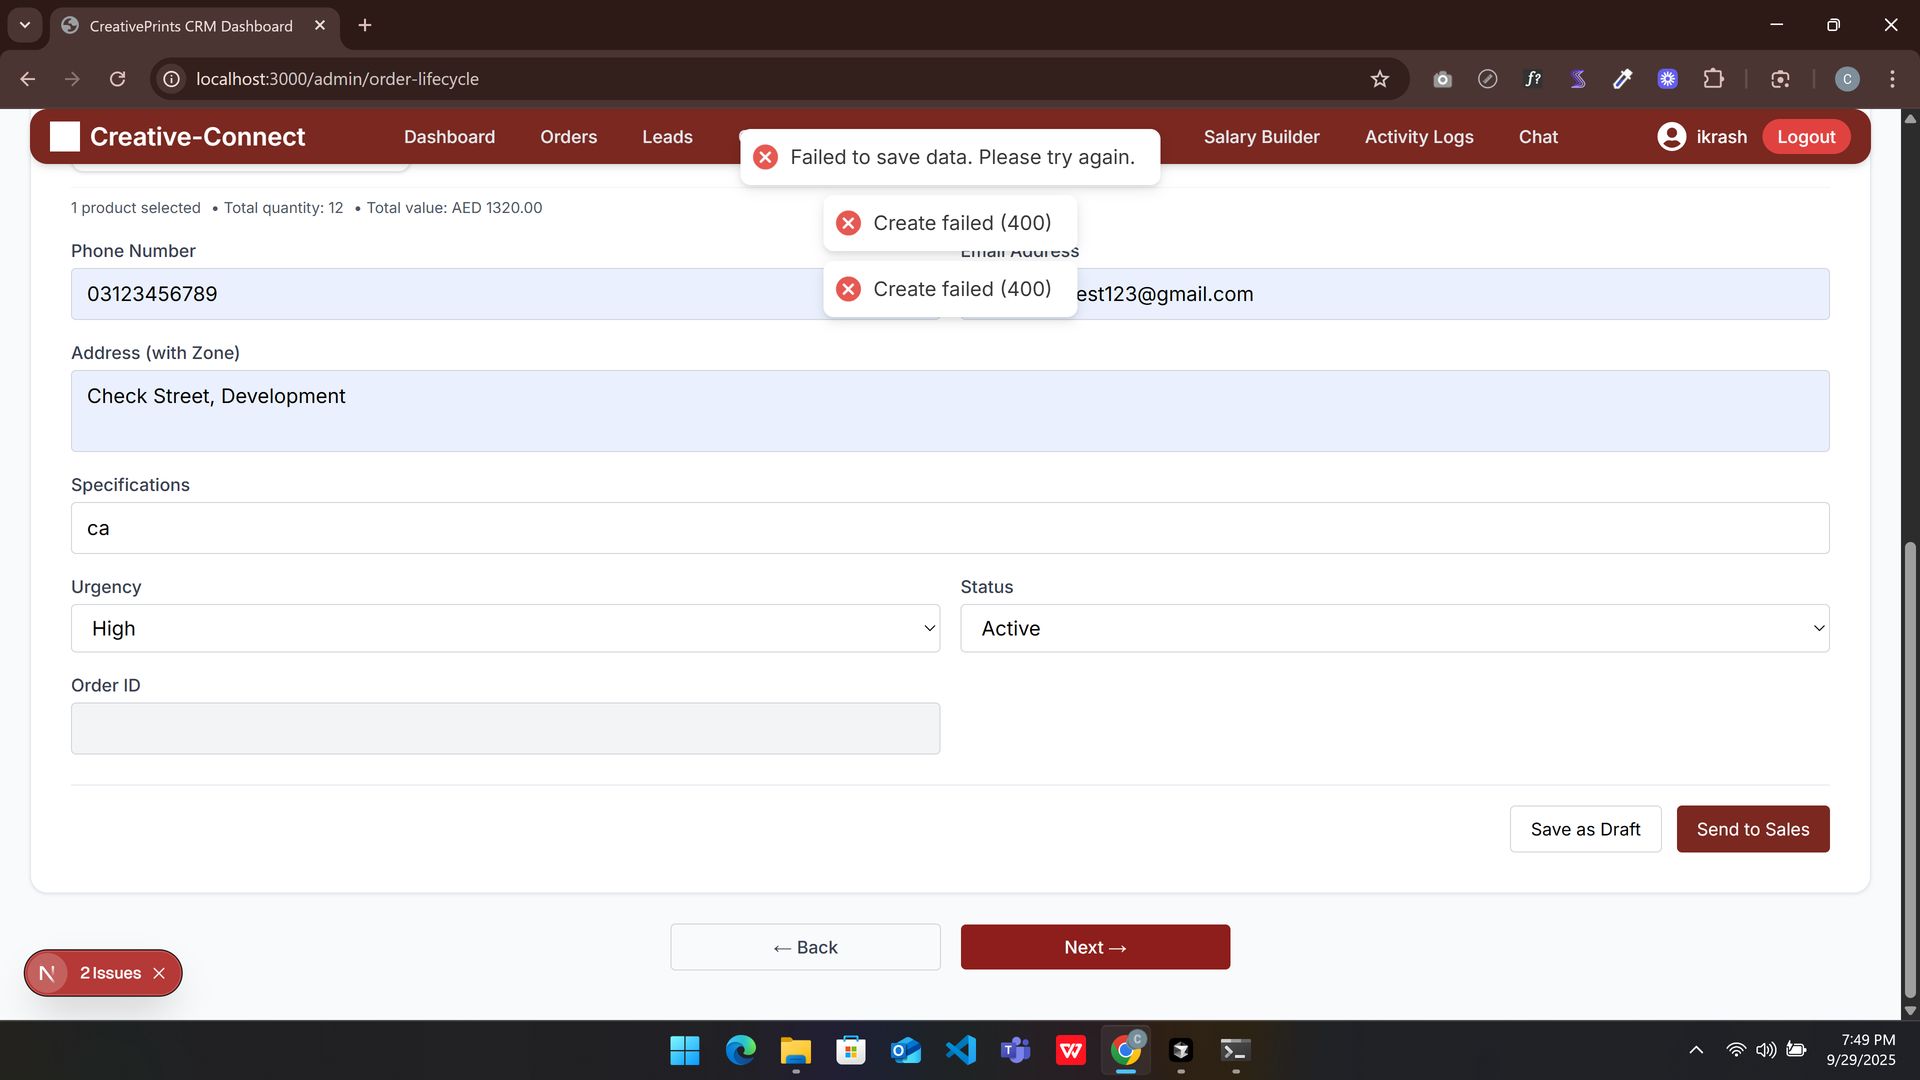 CreativePrints CRM Dashboard
localhost:3000/admin/order-lifecycle
f?
C
Creative-Connect
Dashboard
Orders
Leads
Salary Builder
Activity Logs
Chat
ikrash
Logout
Failed to save data. Please try again.
Create failed (400)
Create failed (400)
1 product selected • Total quantity: 12 • Total value: AED 1320.00
Phone Number
Email Address
03123456789
est123@gmail.com
Address (with Zone)
Check Street, Development
Specifications
ca
Urgency
Status
High
Active
Order ID
Save as Draft
Send to Sales
← Back
Next →
N
2 Issues
C
7:49 PM
9/29/2025